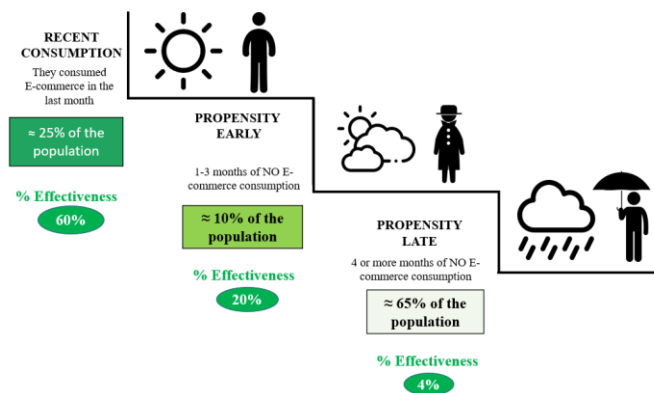 RECENT
CONSUMPTION
They consumed
E-commerce in the
last month
≈ 25% of the
population
% Effectiveness
60%
PROPENSITY
EARLY
1-3 months of NO E-
commerce consumption
≈ 10% of the
population
% Effectiveness
20%
PROPENSITY
LATE
4 or more months of NO E-
commerce consumption
≈ 65% of the
population
% Effectiveness
4%